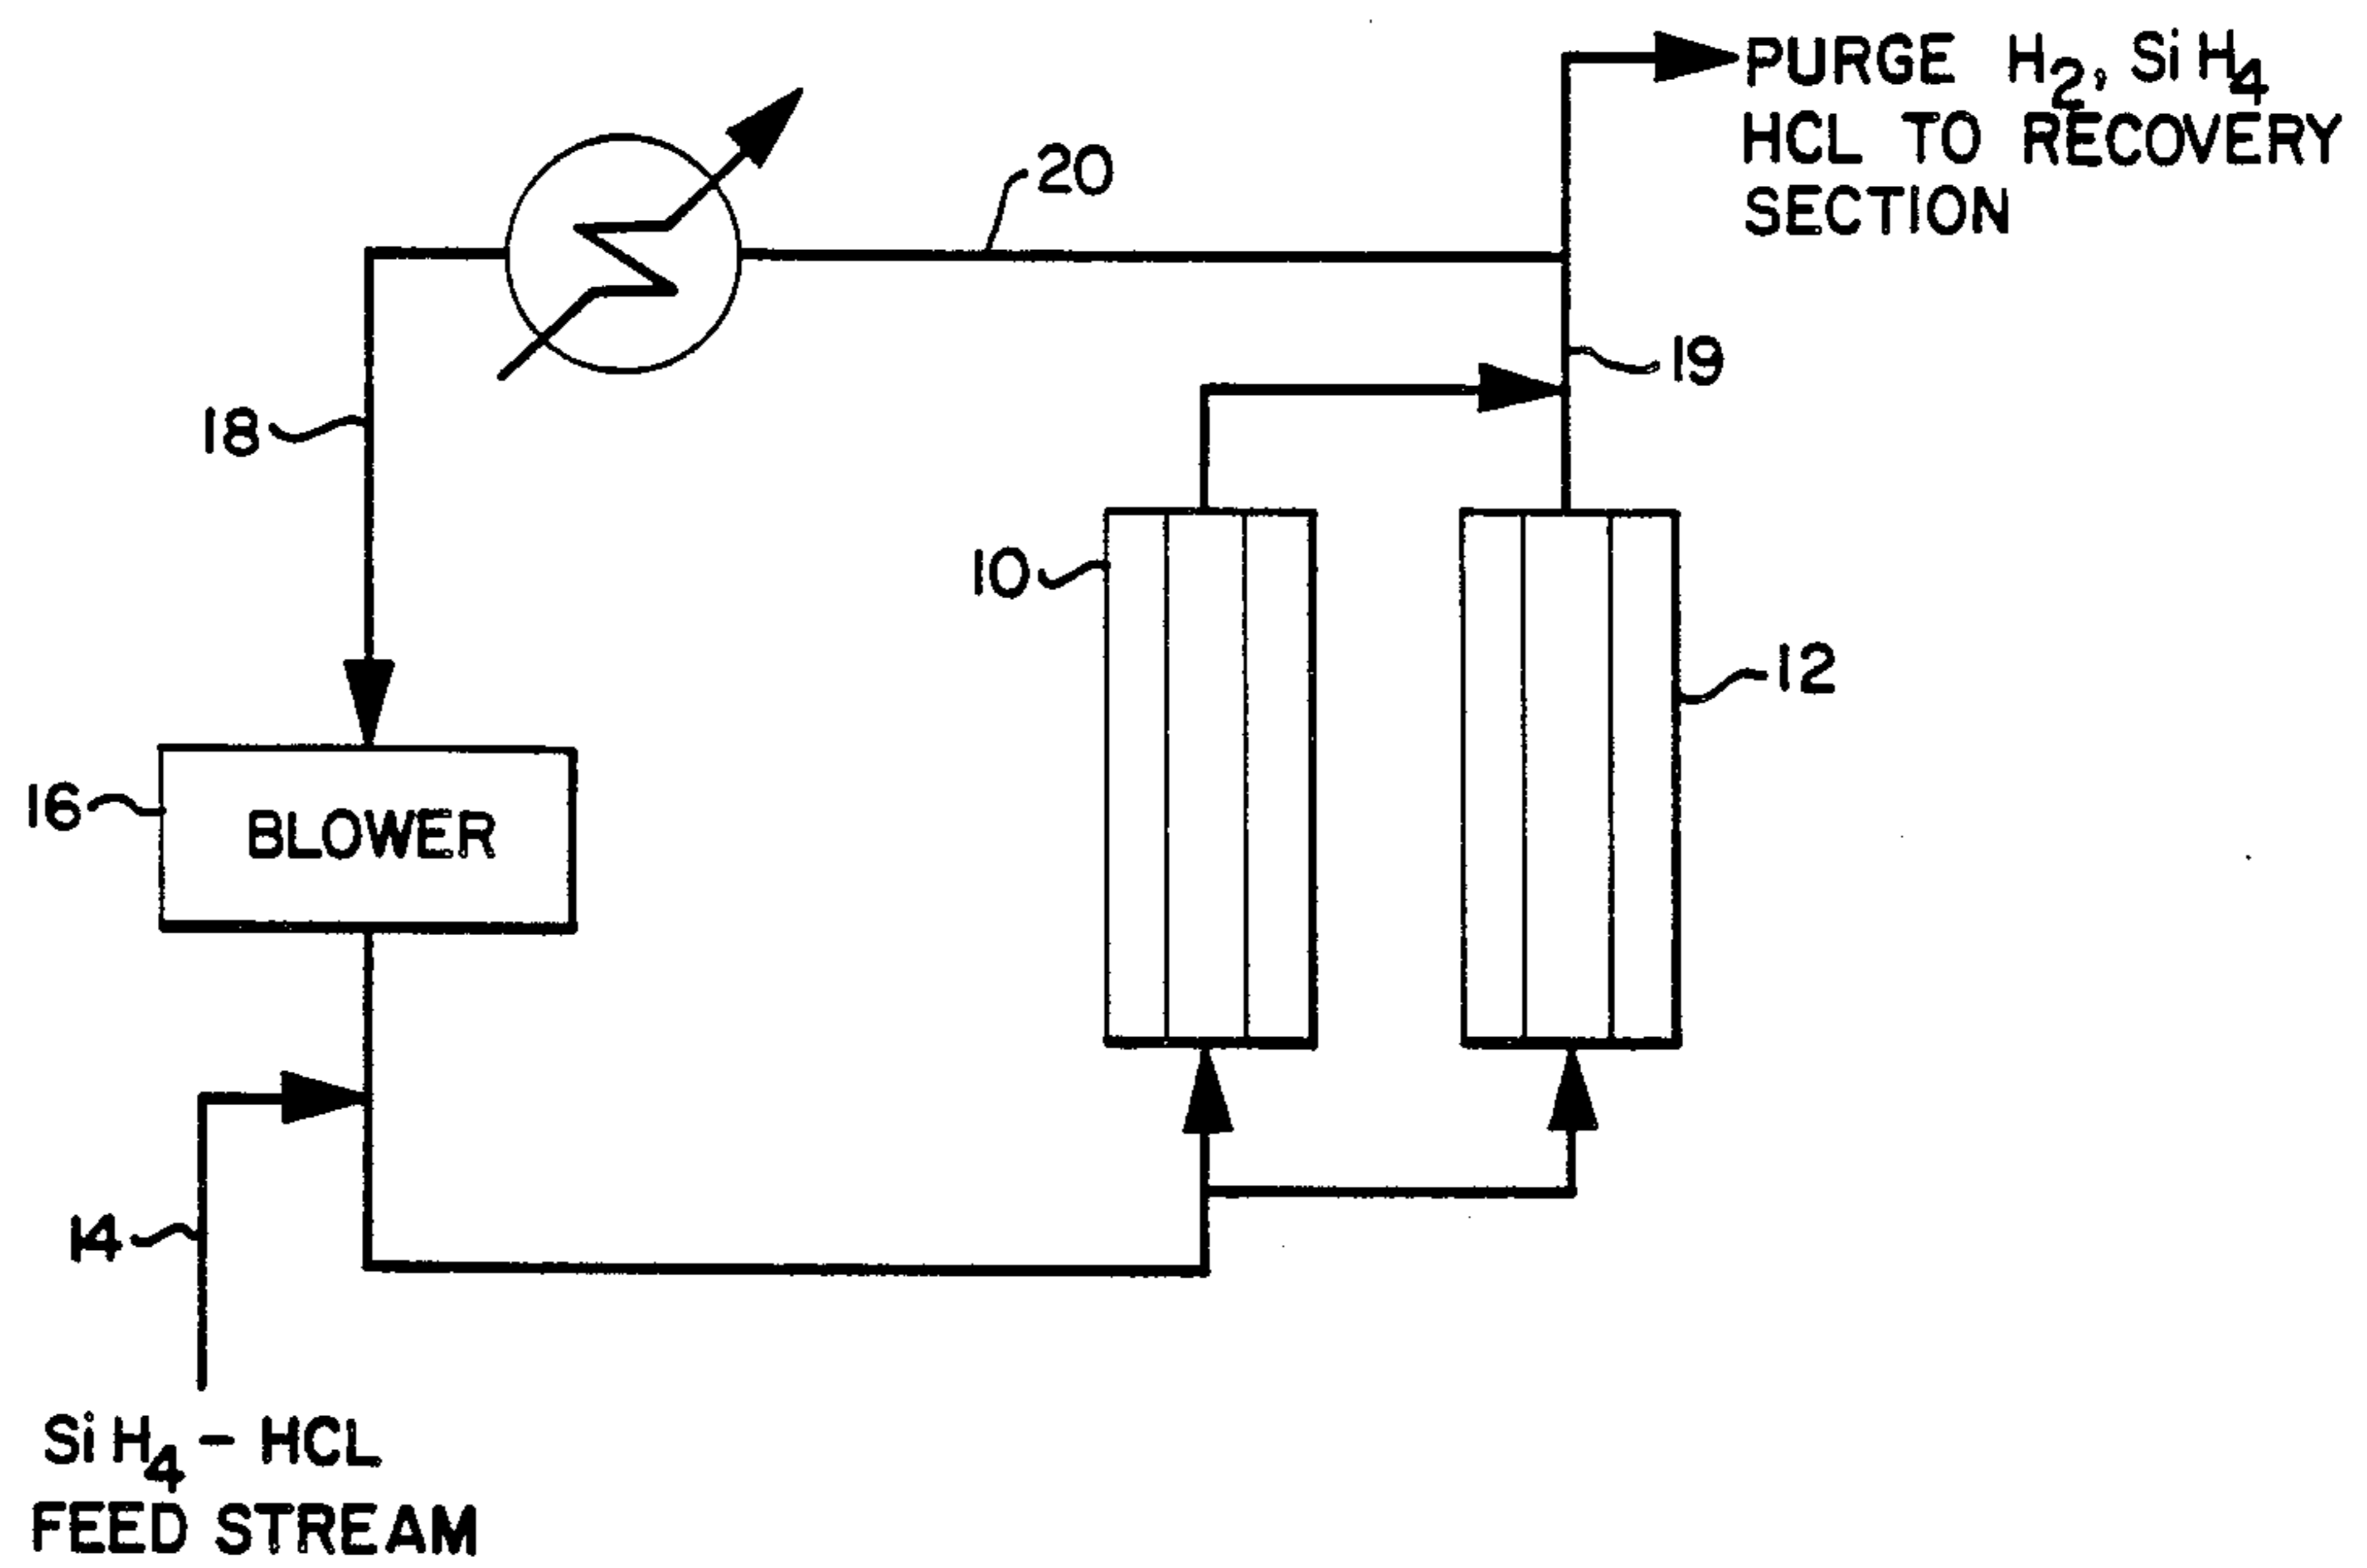 PURGE H2, SiH4
HCL TO RECOVERY
SECTION
20
19
18
10
12
16
BLOWER
14
SiH4 - HCL
FEED STREAM